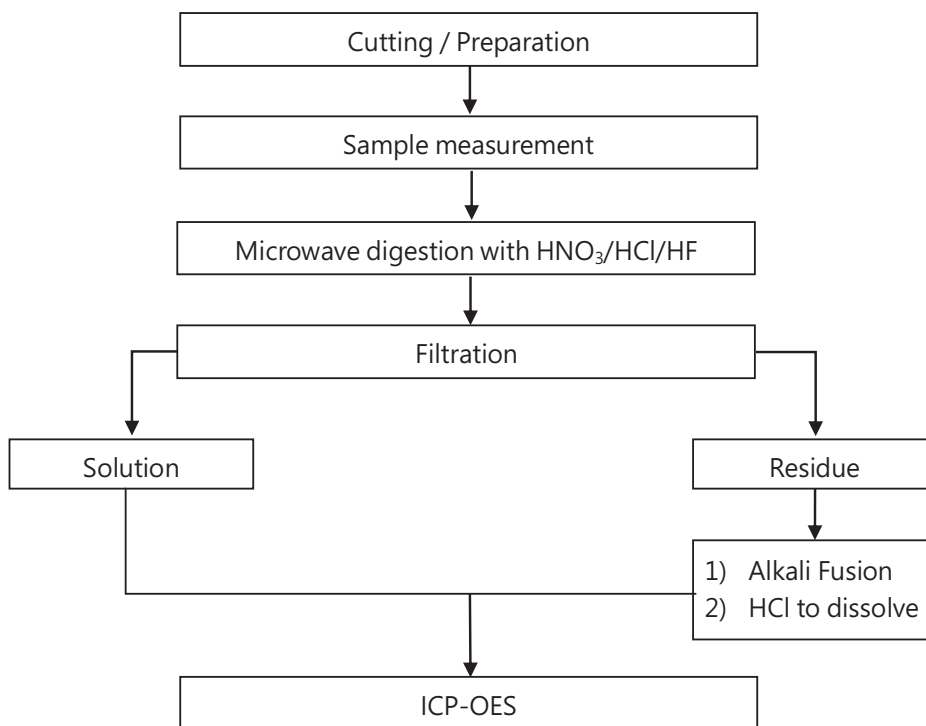 Cutting / Preparation
Sample measurement
Microwave digestion with HNO₃/HCl/HF
Filtration
Solution
Residue
1) Alkali Fusion
2) HCl to dissolve
ICP-OES